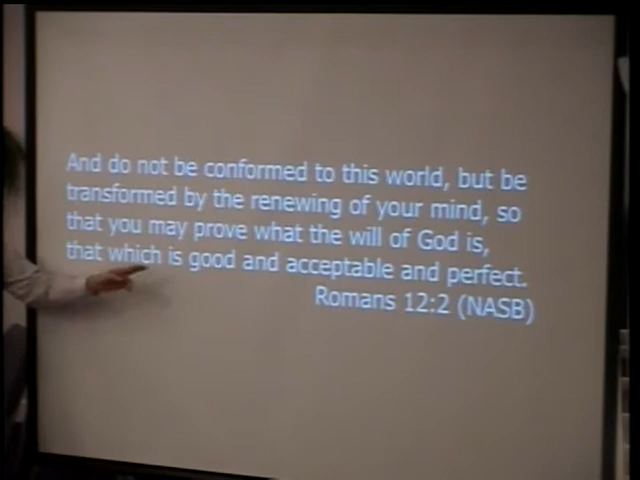 And do not be conformed to this world, but be
transformed by the renewing of your mind, so
that you may prove what the will of God is,
that which is good and acceptable and perfect.
Romans 12:2 (NASB)